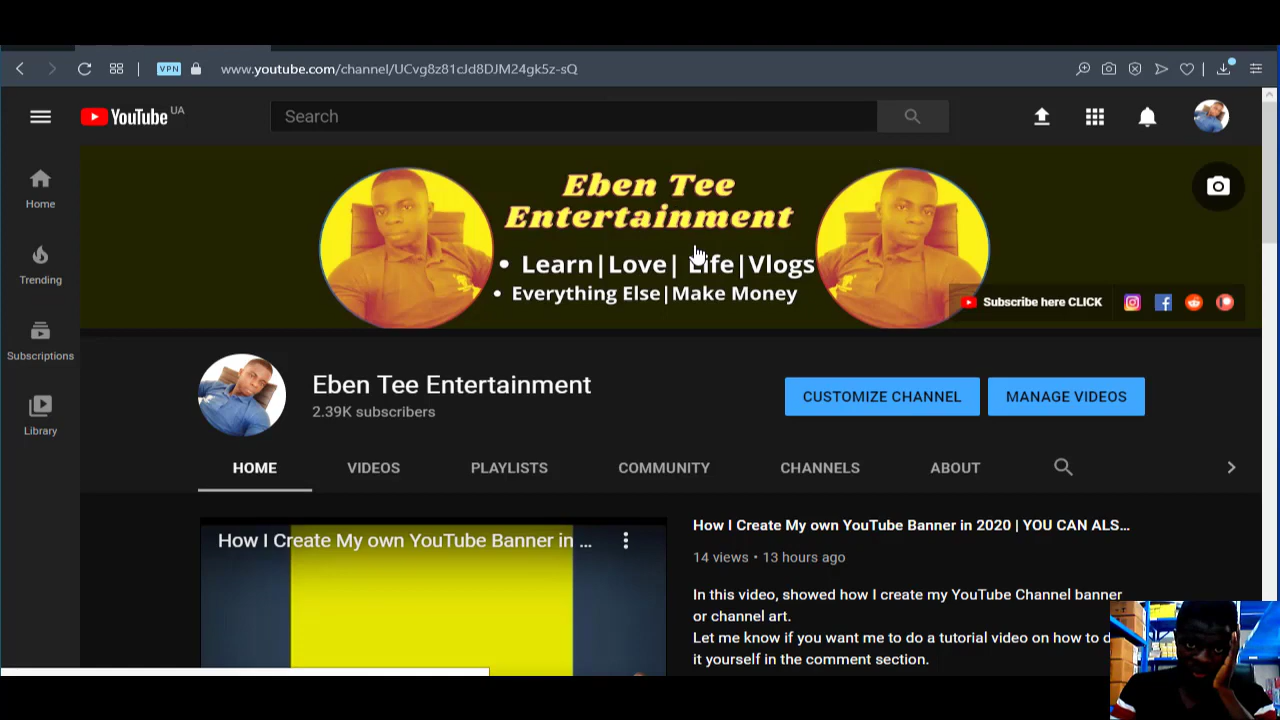 VPN
www.youtube.com/channel/UCvg8z81cJd8DJM24gk5z-sQ
YouTube UA
Search
Home
Trending
Subscriptions
Library
Eben Tee
Entertainment
• Learn|Love| Life|Vlogs
• Everything Else|Make Money
Subscribe here CLICK
Eben Tee Entertainment
2.39K subscribers
CUSTOMIZE CHANNEL
MANAGE VIDEOS
HOME
VIDEOS
PLAYLISTS
COMMUNITY
CHANNELS
ABOUT
How I Create My own YouTube Banner in ...
How I Create My own YouTube Banner in 2020 | YOU CAN ALS...
14 views • 13 hours ago
In this video, showed how I create my YouTube Channel banner
or channel art.
Let me know if you want me to do a tutorial video on how to
it yourself in the comment section.